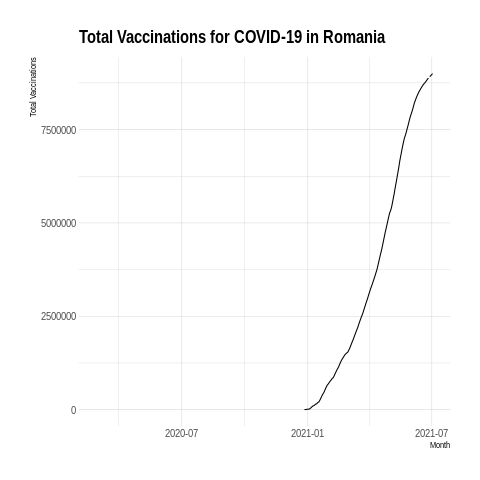 Total Vaccinations for COVID-19 in Romania
Total Vaccinations
7500000
5000000
2500000
0
2020-07
2021-01
2021-07
Month